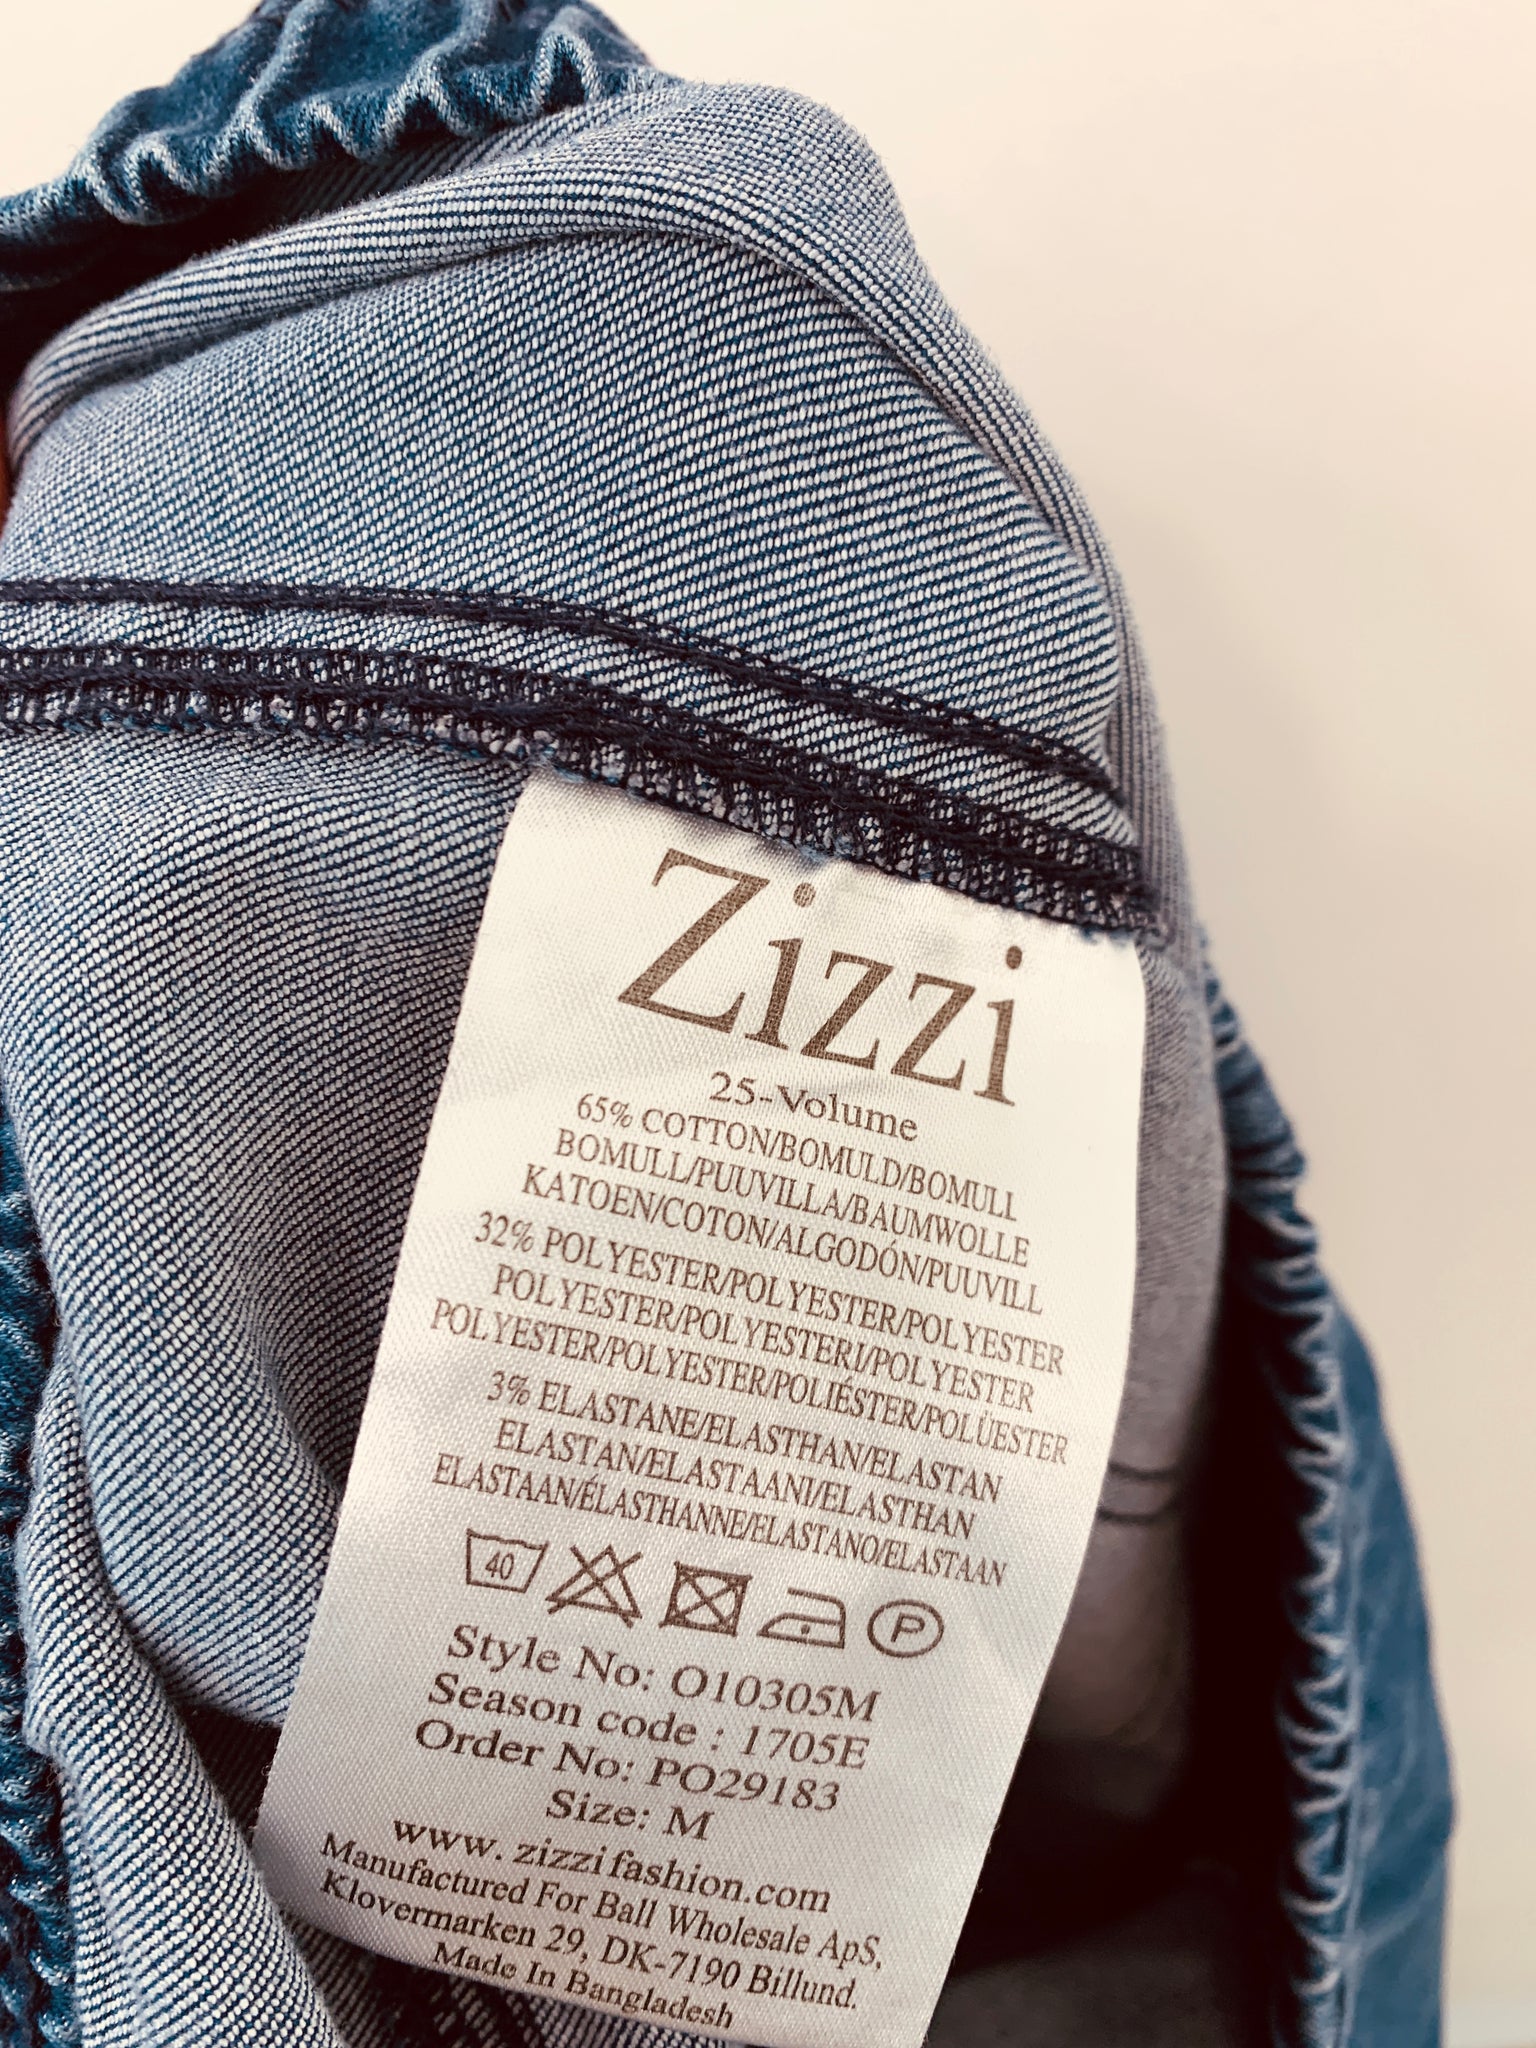 Zizzi
25-Volume
65% COTTON/BOMULD/BOMULL
BOMULL/PUUVILLA/BAUMWOLLE
KATOEN/COTON/ALGODÓN/PUUVILL
32% POLYESTER/POLYESTER/POLYESTER
POLYESTER/POLYESTERI/POLYESTER
POLYESTER/POLYESTER/POLIÉSTER/POLÜESTER
3% ELASTANE/ELASTHAN/ELASTAN
ELASTAN/ELASTAANI/ELASTHAN
ELASTAAN/ÉLASTHANNE/ELASTANO/ELASTAAN
40 P
Style No: O10305M
Season code : 1705E
Order No: PO29183
Size: M
www. zizzifashion.com
Manufactured For Ball Wholesale ApS,
Klovermarken 29, DK-7190 Billund.
Made In Bangladesh